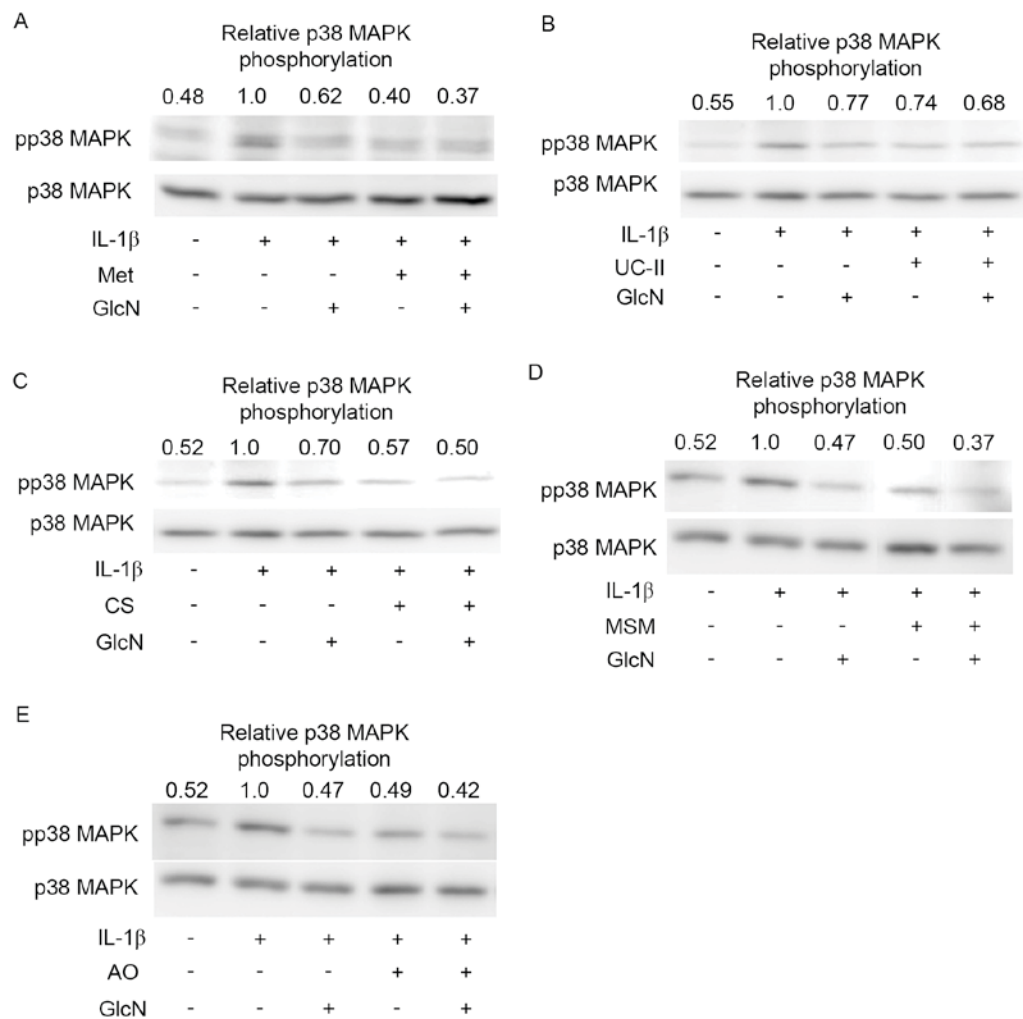 A
Relative p38 MAPK
phosphorylation
0.48 1.0 0.62 0.40 0.37
pp38 MAPK
p38 MAPK
IL-1β - + + + +
Met - - - + +
GlcN - - + - +
B
Relative p38 MAPK
phosphorylation
0.55 1.0 0.77 0.74 0.68
pp38 MAPK
p38 MAPK
IL-1β - + + + +
UC-II - - - + +
GlcN - - + - +
C
Relative p38 MAPK
phosphorylation
0.52 1.0 0.70 0.57 0.50
pp38 MAPK
p38 MAPK
IL-1β - + + + +
CS - - - + +
GlcN - - + - +
D
Relative p38 MAPK
phosphorylation
0.52 1.0 0.47 0.50 0.37
pp38 MAPK
p38 MAPK
IL-1β - + + + +
MSM - - - + +
GlcN - - + - +
E
Relative p38 MAPK
phosphorylation
0.52 1.0 0.47 0.49 0.42
pp38 MAPK
p38 MAPK
IL-1β - + + + +
AO - - - + +
GlcN - - + - +